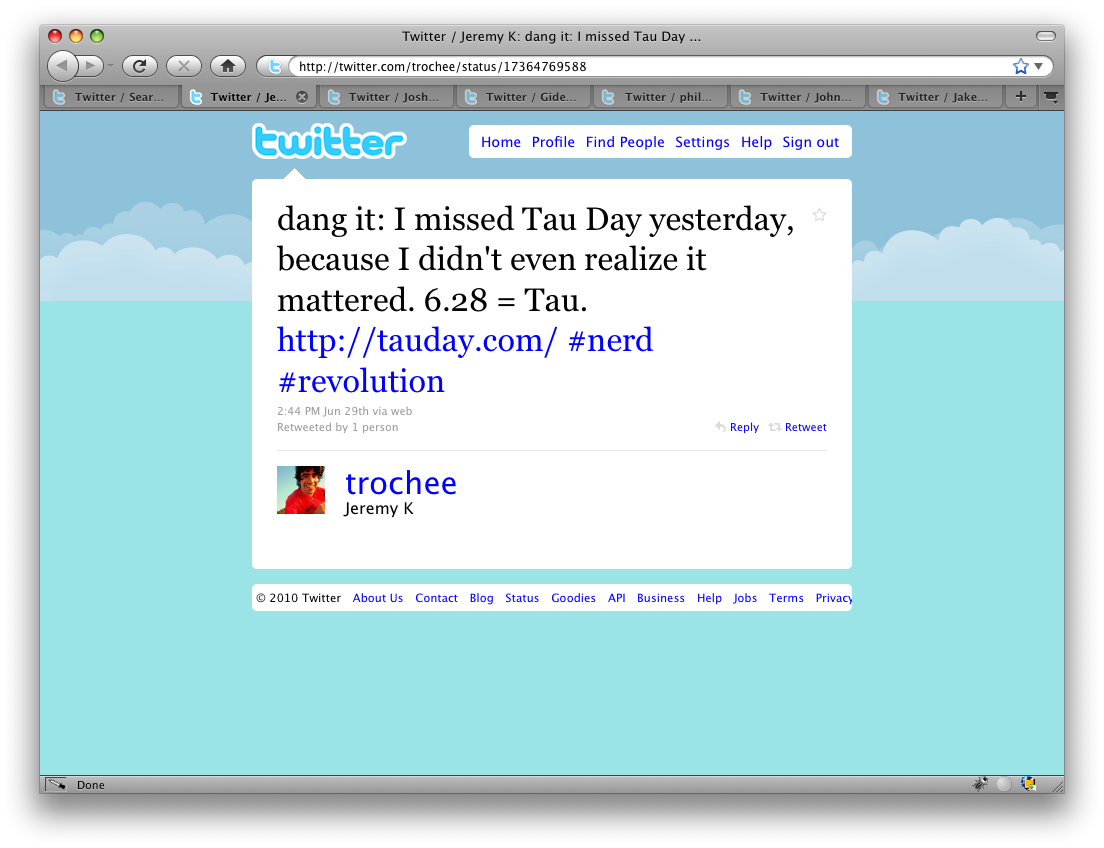 Twitter / Jeremy K: dang it: I missed Tau Day ...
http://twitter.com/trochee/status/17364769588
Twitter / Sear... Twitter / Je... Twitter / Josh... Twitter / Gide... Twitter / phil... Twitter / John... Twitter / Jake...
twitter
Home Profile Find People Settings Help Sign out
dang it: I missed Tau Day yesterday,
because I didn't even realize it
mattered. 6.28 = Tau.
http://tauday.com/ #nerd
#revolution
2:44 PM Jun 29th via web
Retweeted by 1 person
Reply Retweet
trochee
Jeremy K
© 2010 Twitter About Us Contact Blog Status Goodies API Business Help Jobs Terms Privacy
Done